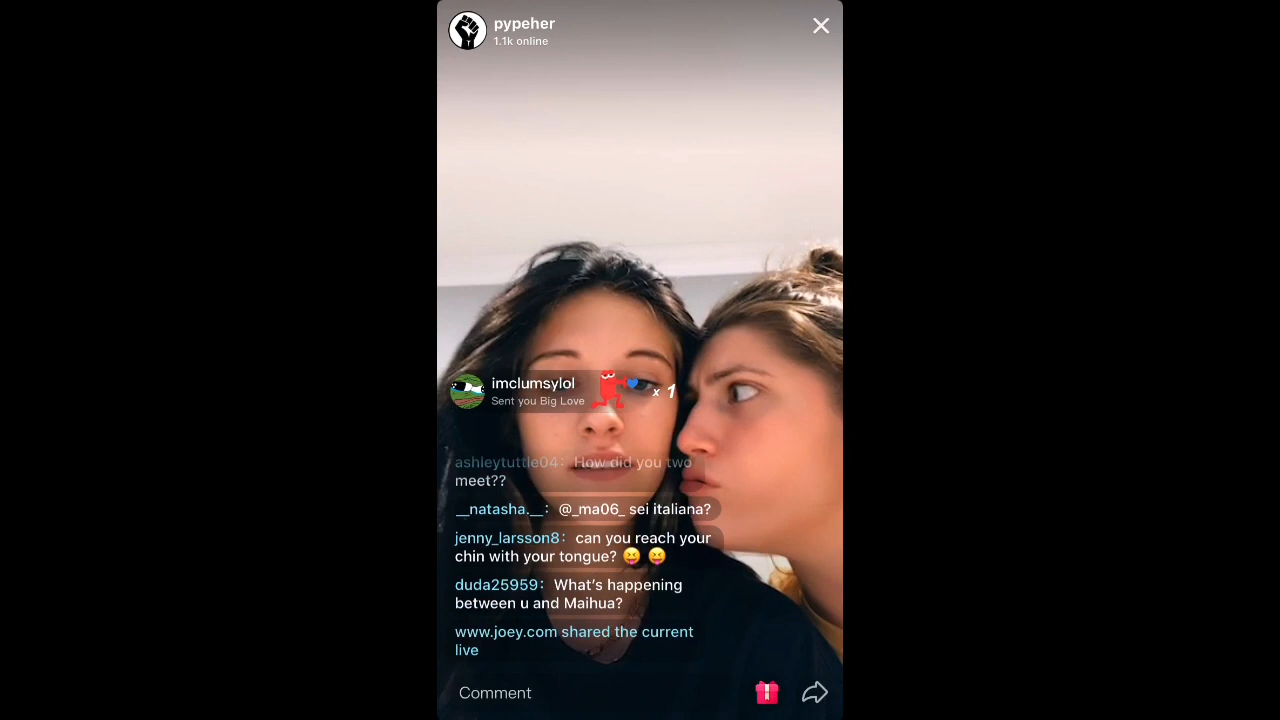 pypeher
1.1k online
imclumsylol
Sent you Big Love
x 1
ashleytuttle04: How did you two
meet??
__natasha.__: @_ma06_ sei italiana?
jenny_larsson8: can you reach your
chin with your tongue? 😝 😝
duda25959: What's happening
between u and Maihua?
www.joey.com shared the current
live
Comment